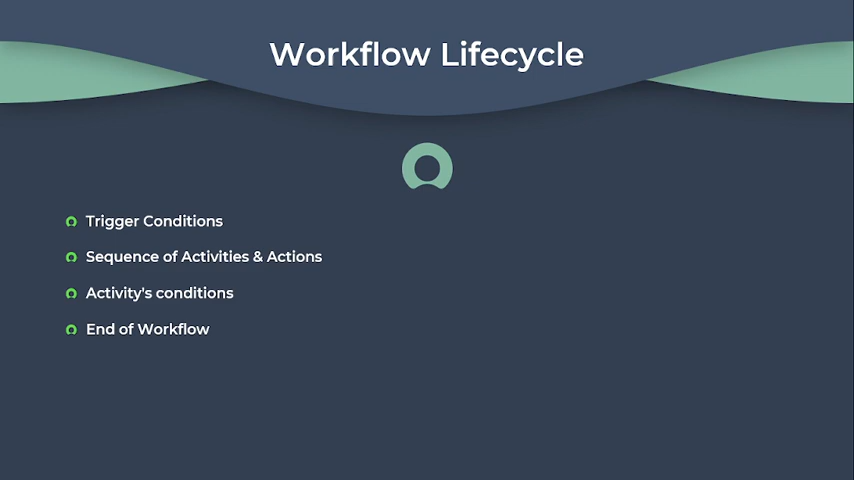 Workflow Lifecycle
Trigger Conditions
Sequence of Activities & Actions
Activity's conditions
End of Workflow